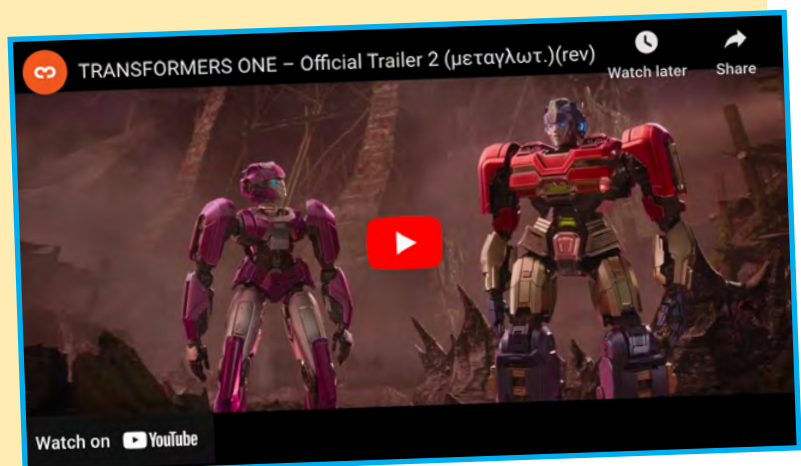 TRANSFORMERS ONE – Official Trailer 2 (μεταγλωτ.)(rev)
Watch later
Share
Watch on YouTube